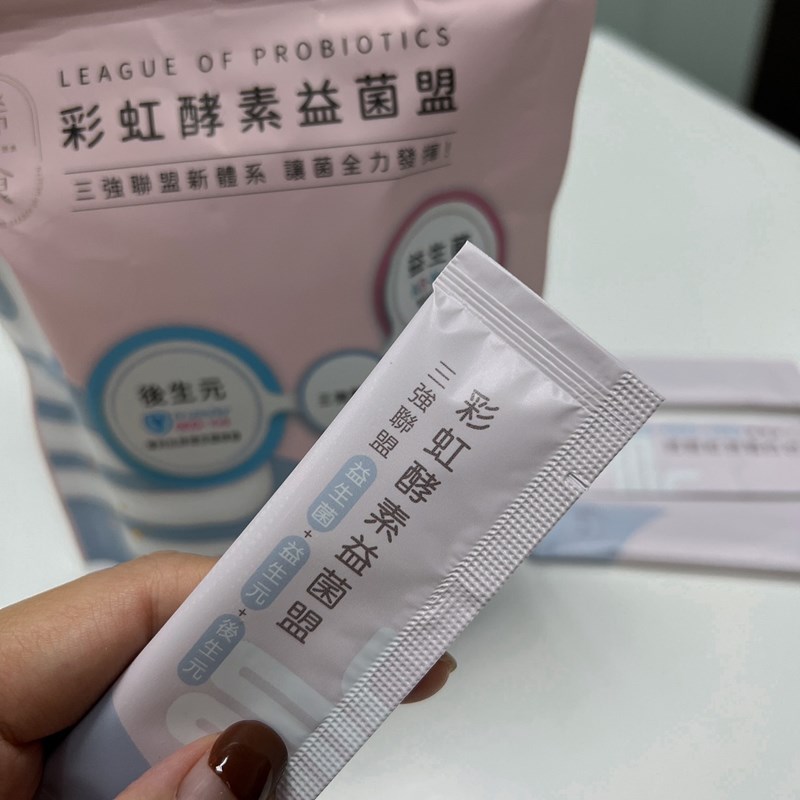 LEAGUE OF PROBIOTICS
彩虹酵素益菌盟
三強聯盟新體系 讓菌全力發揮!
益生菌
後生元
彩虹酵素益菌盟
三強聯盟 益生菌+益生元+後生元